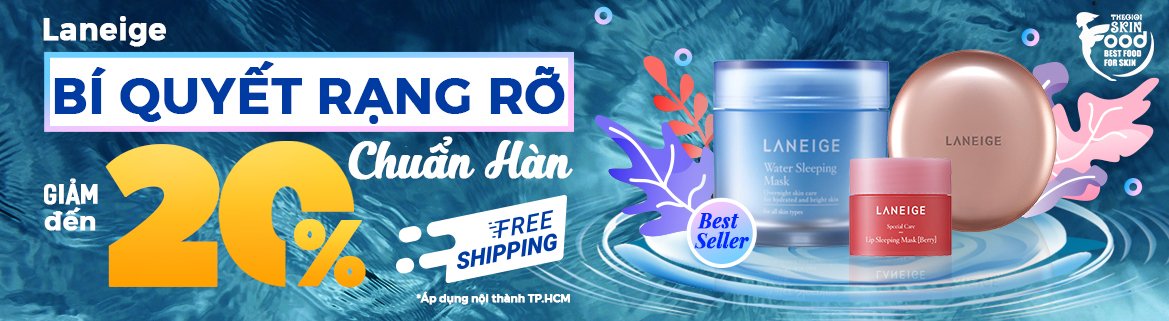 Laneige
BÍ QUYẾT RẠNG RỠ
Chuẩn Hàn
GIẢM
đến
20%
FREE
SHIPPING
*Áp dụng nội thành TP.HCM
Best
Seller
LANEIGE
Water Sleeping
Mask
Overnight skin care
for hydrated and bright skin
for all skin types
LANEIGE
Special Care
Lip Sleeping Mask [Berry]
LANEIGE
THEGIOI
SKIN
Food
BEST FOOD
FOR SKIN